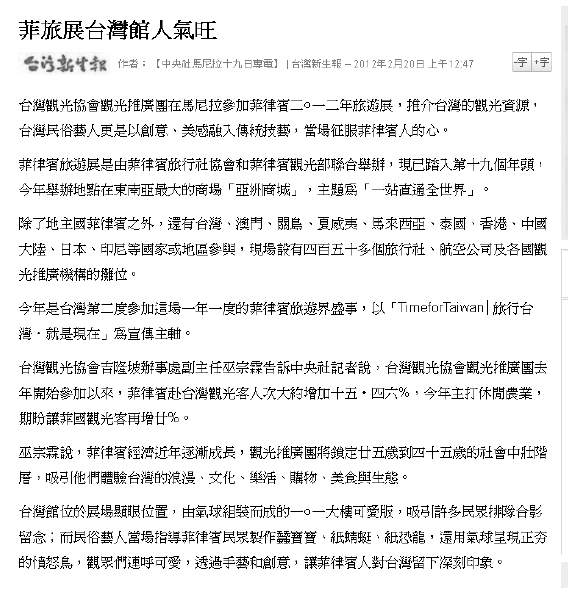 菲旅展台灣館人氣旺
台灣新生報 作者: 【中央社馬尼拉十九日專電】 | 台灣新生報 – 2012年2月20日 上午12:47
-字 +字
台灣觀光協會觀光推廣團在馬尼拉參加菲律賓二○一二年旅遊展，推介台灣的觀光資源，
台灣民俗藝人更是以創意、美感融入傳統技藝，當場征服菲律賓人的心。
菲律賓旅遊展是由菲律賓旅行社協會和菲律賓觀光部聯合舉辦，現已踏入第十九個年頭，
今年舉辦地點在東南亞最大的商場「亞洲商城」，主題為「一站直通全世界」。
除了地主國菲律賓之外，還有台灣、澳門、關島、夏威夷、馬來西亞、泰國、香港、中國
大陸、日本、印尼等國家或地區參與，現場設有四百五十多個旅行社、航空公司及各國觀
光推廣機構的攤位。
今年是台灣第二度參加這場一年一度的菲律賓旅遊界盛事，以「TimeforTaiwan│旅行台
灣．就是現在」為宣傳主軸。
台灣觀光協會吉隆坡辦事處副主任巫宗霖告訴中央社記者說，台灣觀光協會觀光推廣團去
年開始參加以來，菲律賓赴台灣觀光客人次大約增加十五‧四六%，今年主打休閒農業，
期盼讓菲國觀光客再增廿%。
巫宗霖說，菲律賓經濟近年逐漸成長，觀光推廣團將鎖定廿五歲到四十五歲的社會中壯階
層，吸引他們體驗台灣的浪漫、文化、樂活、購物、美食與生態。
台灣館位於展場顯眼位置，由氣球組裝而成的一○一大樓可愛版，吸引許多民眾排隊合影
留念；而民俗藝人當場指導菲律賓民眾製作蠶寶寶、紙蜻蜓、紙恐龍，還用氣球呈現正夯
的憤怒鳥，觀眾們連呼可愛，透過手藝和創意，讓菲律賓人對台灣留下深刻印象。